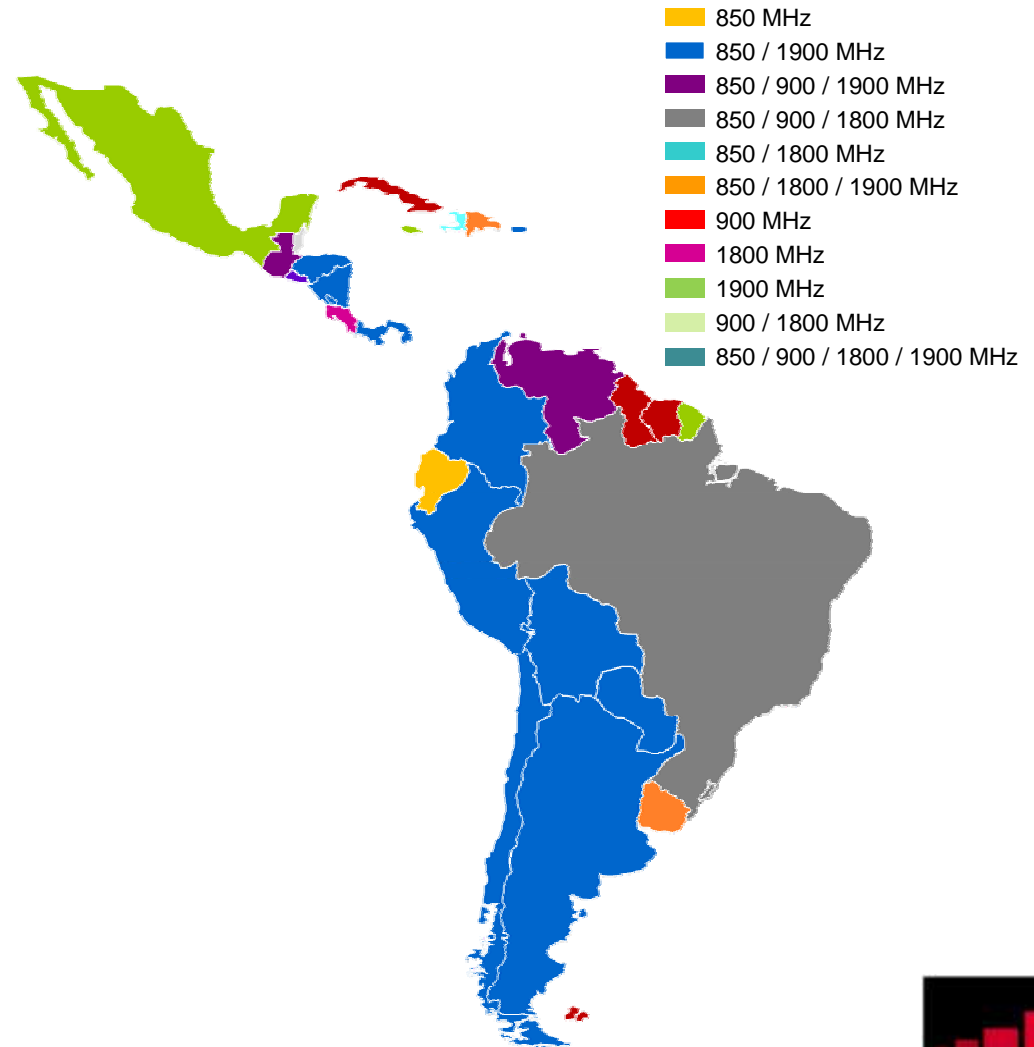 850 MHz
850 / 1900 MHz
850 / 900 / 1900 MHz
850 / 900 / 1800 MHz
850 / 1800 MHz
850 / 1800 / 1900 MHz
900 MHz
1800 MHz
1900 MHz
900 / 1800 MHz
850 / 900 / 1800 / 1900 MHz